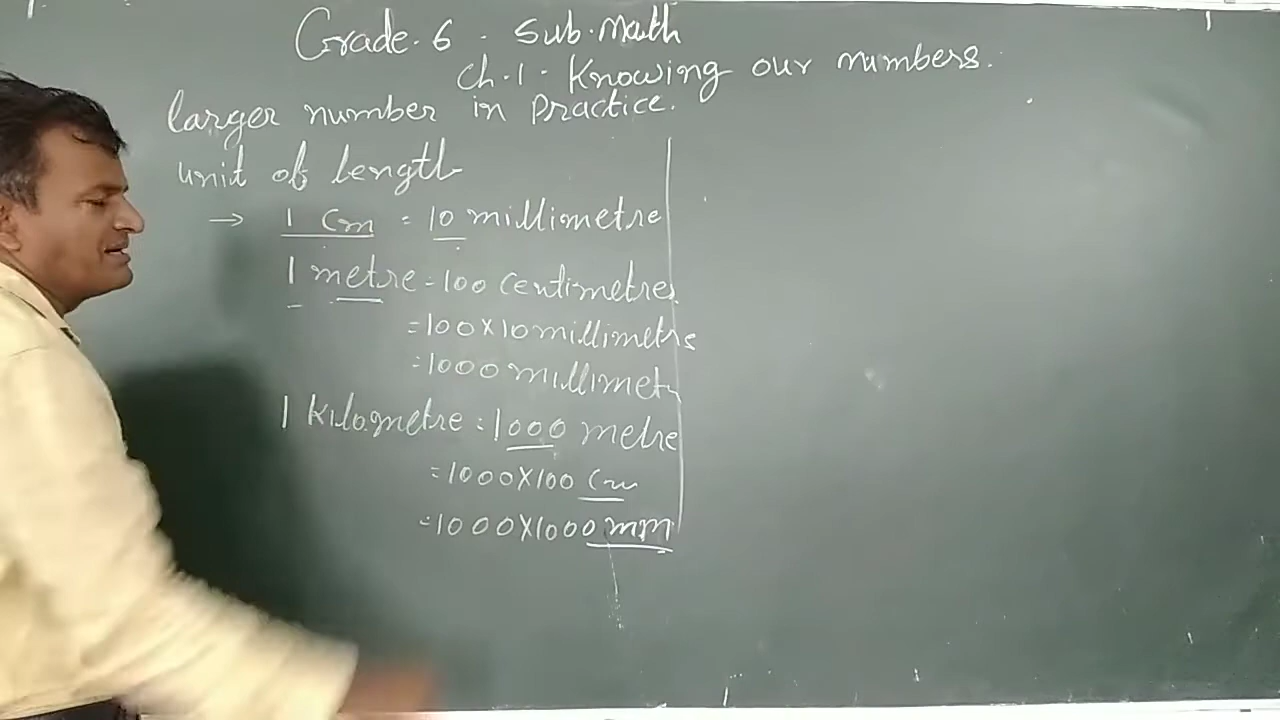 Grade. 6 . Sub. Math
Ch. 1 . Knowing our numbers.
larger number in Practice.
unit of length
→ 1 Cm = 10 millimetre
1 metre = 100 Centimetres
= 100 X 10 millimetre
= 1000 millimet
1 Kilometre = 1000 metre
= 1000 X 100 Cm
= 1000 X 1000 mm